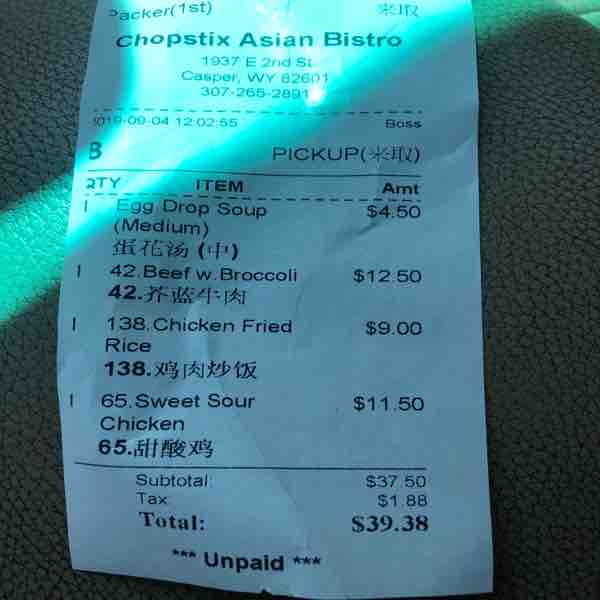 Packer(1st) 来取
Chopstix Asian Bistro
1937 E 2nd St
Casper, WY 82601
307-265-2891
2019-09-04 12:02:55 Boss
PICKUP(来取)
QTY ITEM Amt
1 Egg Drop Soup $4.50
(Medium)
蛋花汤 (中)
1 42.Beef w.Broccoli $12.50
42.芥蓝牛肉
1 138.Chicken Fried $9.00
Rice
138.鸡肉炒饭
1 65.Sweet Sour $11.50
Chicken
65.甜酸鸡
Subtotal: $37.50
Tax: $1.88
Total: $39.38
*** Unpaid ***